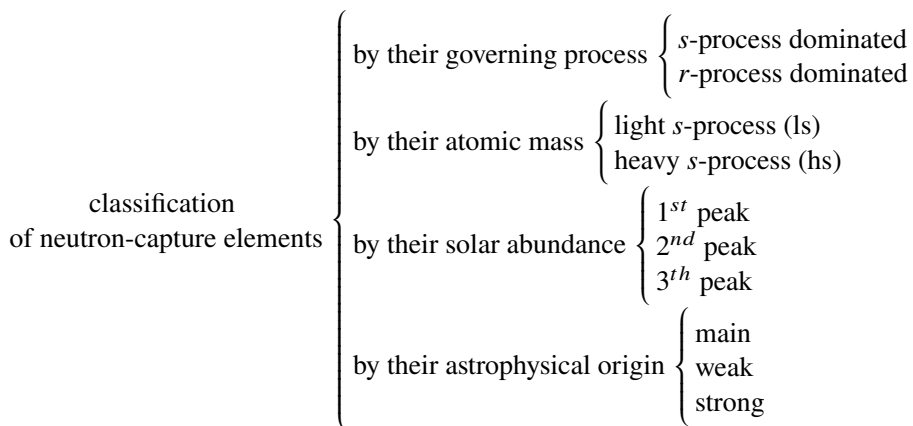 classification
of neutron-capture elements
by their governing process
s-process dominated
r-process dominated
by their atomic mass
light s-process (ls)
heavy s-process (hs)
by their solar abundance
1st peak
2nd peak
3th peak
by their astrophysical origin
main
weak
strong